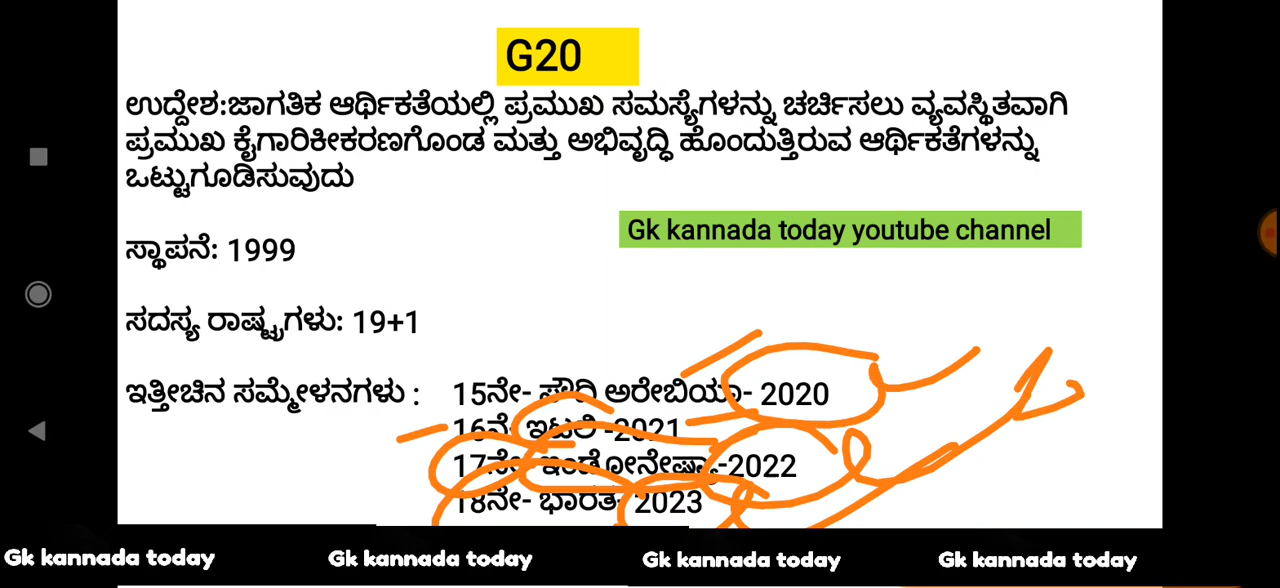 G20
ಉದ್ದೇಶ:ಜಾಗತಿಕ ಆರ್ಥಿಕತೆಯಲ್ಲಿ ಪ್ರಮುಖ ಸಮಸ್ಯೆಗಳನ್ನು ಚರ್ಚಿಸಲು ವ್ಯವಸ್ಥಿತವಾಗಿ
ಪ್ರಮುಖ ಕೈಗಾರಿಕೀಕರಣಗೊಂಡ ಮತ್ತು ಅಭಿವೃದ್ಧಿ ಹೊಂದುತ್ತಿರುವ ಆರ್ಥಿಕತೆಗಳನ್ನು
ಒಟ್ಟುಗೂಡಿಸುವುದು
Gk kannada today youtube channel
ಸ್ಥಾಪನೆ: 1999
ಸದಸ್ಯ ರಾಷ್ಟ್ರಗಳು: 19+1
ಇತ್ತೀಚಿನ ಸಮ್ಮೇಳನಗಳು : 15ನೇ- ಸೌದಿ ಅರೇಬಿಯಾ- 2020
16ನೆ- ಇಟಲಿ -2021
17ನೇ- ಇಂಡೋನೇಷ್ಯಾ-2022
18ನೇ- ಭಾರತ- 2023
Gk kannada today Gk kannada today Gk kannada today Gk kannada today